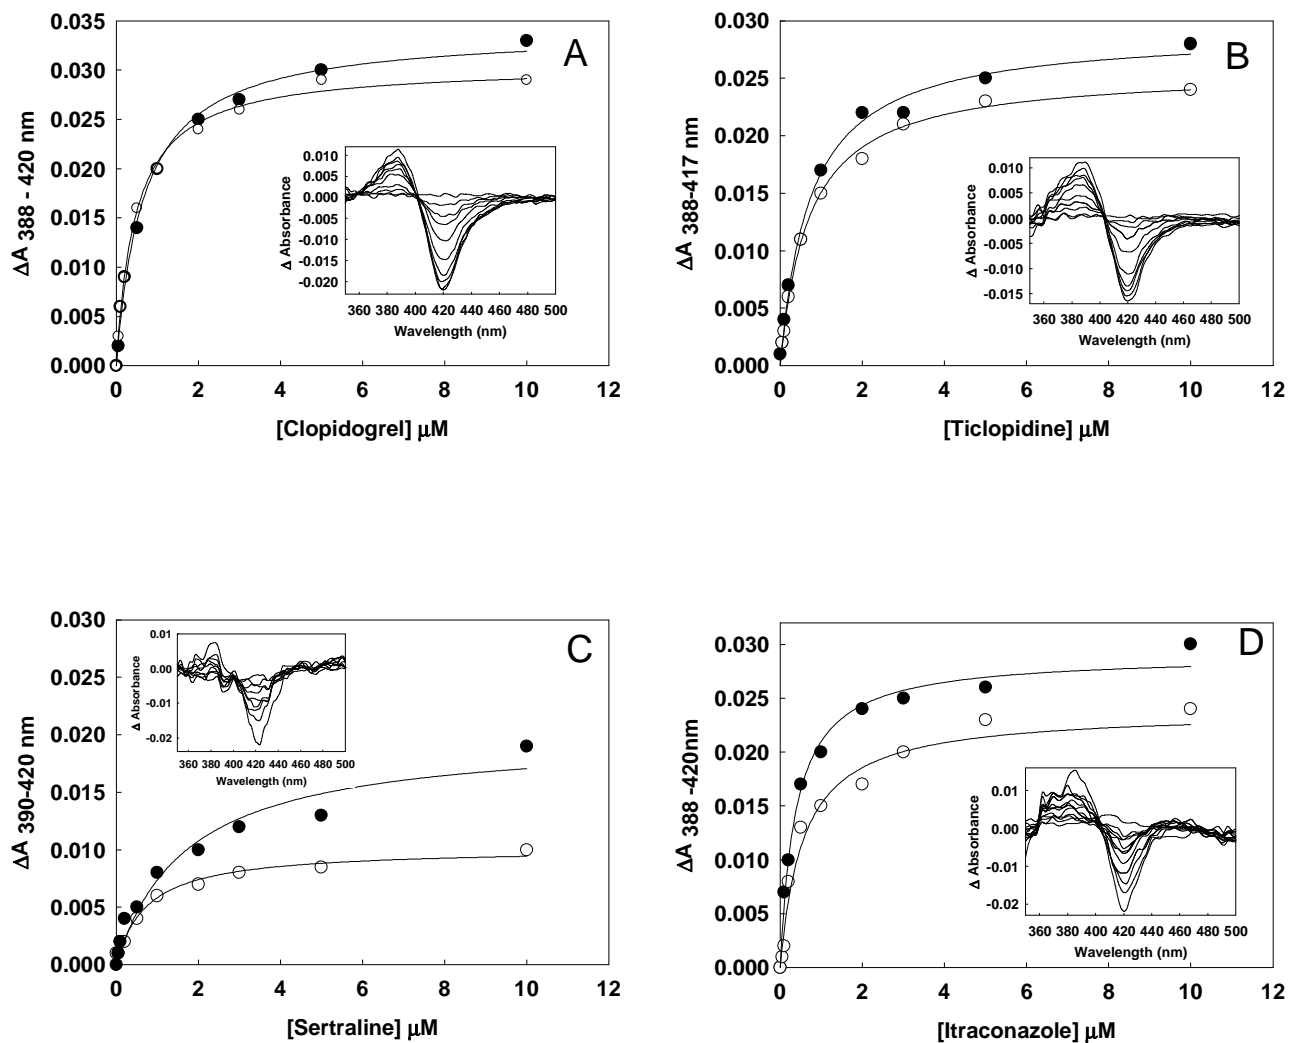 A
ΔA 388 - 420 nm
0.035
0.030
0.025
0.020
0.015
0.010
0.005
0.000
0 2 4 6 8 10 12
[Clopidogrel] μM
Δ Absorbance
0.010
0.005
0.000
-0.005
-0.010
-0.015
-0.020
360 380 400 420 440 460 480 500
Wavelength (nm)
B
ΔA 388-417 nm
0.030
0.025
0.020
0.015
0.010
0.005
0.000
0 2 4 6 8 10 12
[Ticlopidine] μM
Δ Absorbance
0.010
0.005
0.000
-0.005
-0.010
-0.015
360 380 400 420 440 460 480 500
Wavelength (nm)
C
ΔA 390-420 nm
0.030
0.025
0.020
0.015
0.010
0.005
0.000
0 2 4 6 8 10 12
[Sertraline] μM
Δ Absorbance
0.01
0.00
-0.01
-0.02
360 380 400 420 440 460 480 500
Wavelength (nm)
D
ΔA 388 -420nm
0.030
0.025
0.020
0.015
0.010
0.005
0.000
0 2 4 6 8 10 12
[Itraconazole] μM
Δ Absorbance
0.01
0.00
-0.01
-0.02
360 380 400 420 440 460 480 500
Wavelength (nm)